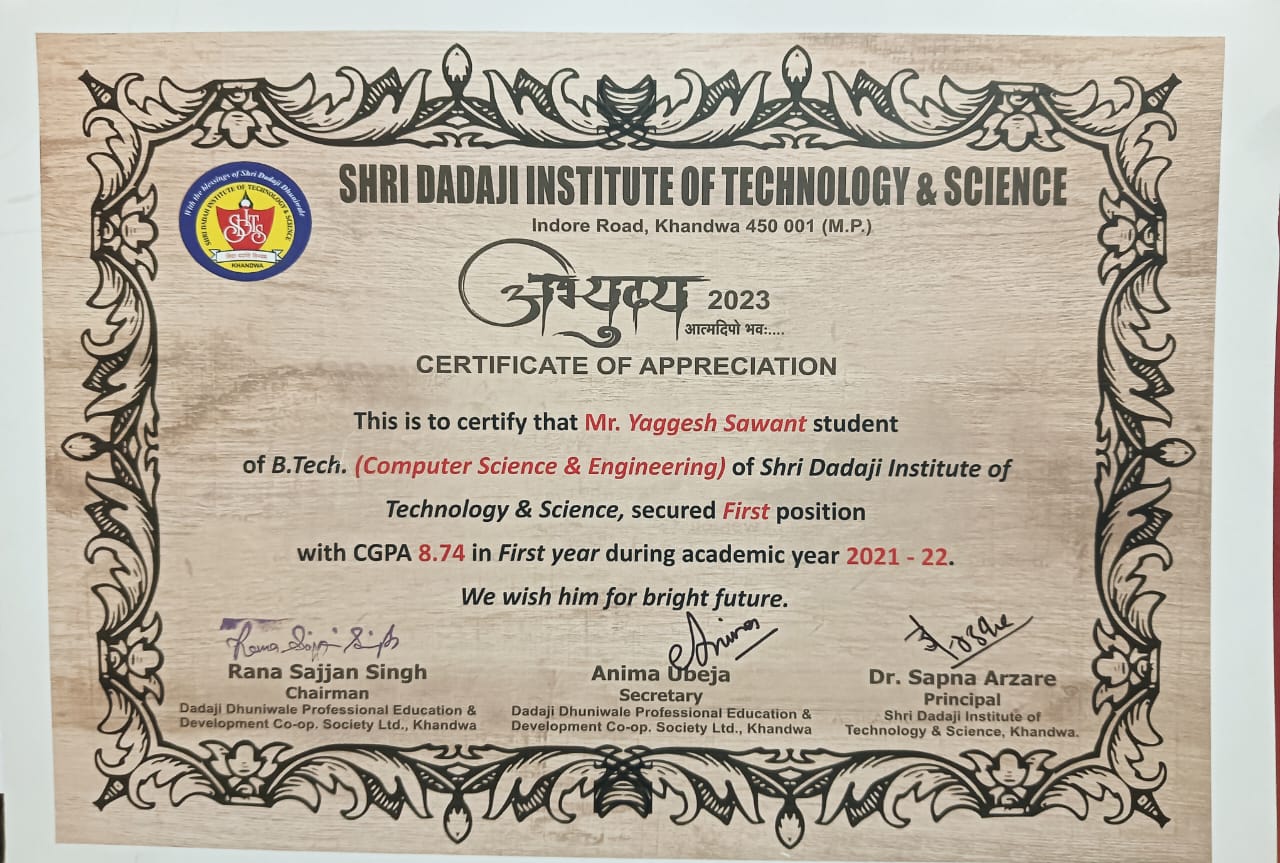 With the blessings of Shri Dadaji Dhuniwale
SHRI DADAJI INSTITUTE OF TECHNOLOGY & SCIENCE
SHDITS
KHANDWA
SHRI DADAJI INSTITUTE OF TECHNOLOGY & SCIENCE
Indore Road, Khandwa 450 001 (M.P.)
अभ्युदय 2023
आत्मदिपो भवः....
CERTIFICATE OF APPRECIATION
This is to certify that Mr. Yaggesh Sawant student
of B.Tech. (Computer Science & Engineering) of Shri Dadaji Institute of
Technology & Science, secured First position
with CGPA 8.74 in First year during academic year 2021 - 22.
We wish him for bright future.
Rana Sajjan Singh
Rana Sajjan Singh
Chairman
Dadaji Dhuniwale Professional Education &
Development Co-op. Society Ltd., Khandwa
Anima
Anima Ubeja
Secretary
Dadaji Dhuniwale Professional Education &
Development Co-op. Society Ltd., Khandwa
Dr. Sapna Arzare
Principal
Shri Dadaji Institute of
Technology & Science, Khandwa.